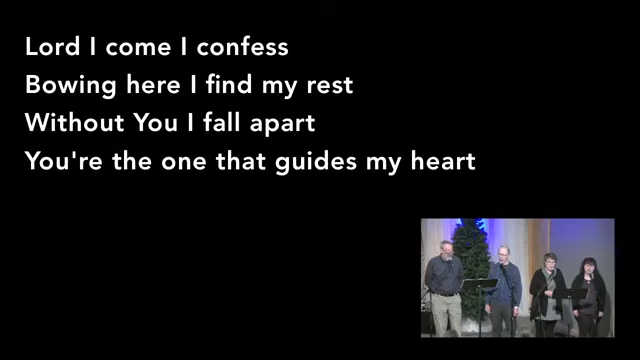 Lord I come I confess
Bowing here I find my rest
Without You I fall apart
You're the one that guides my heart